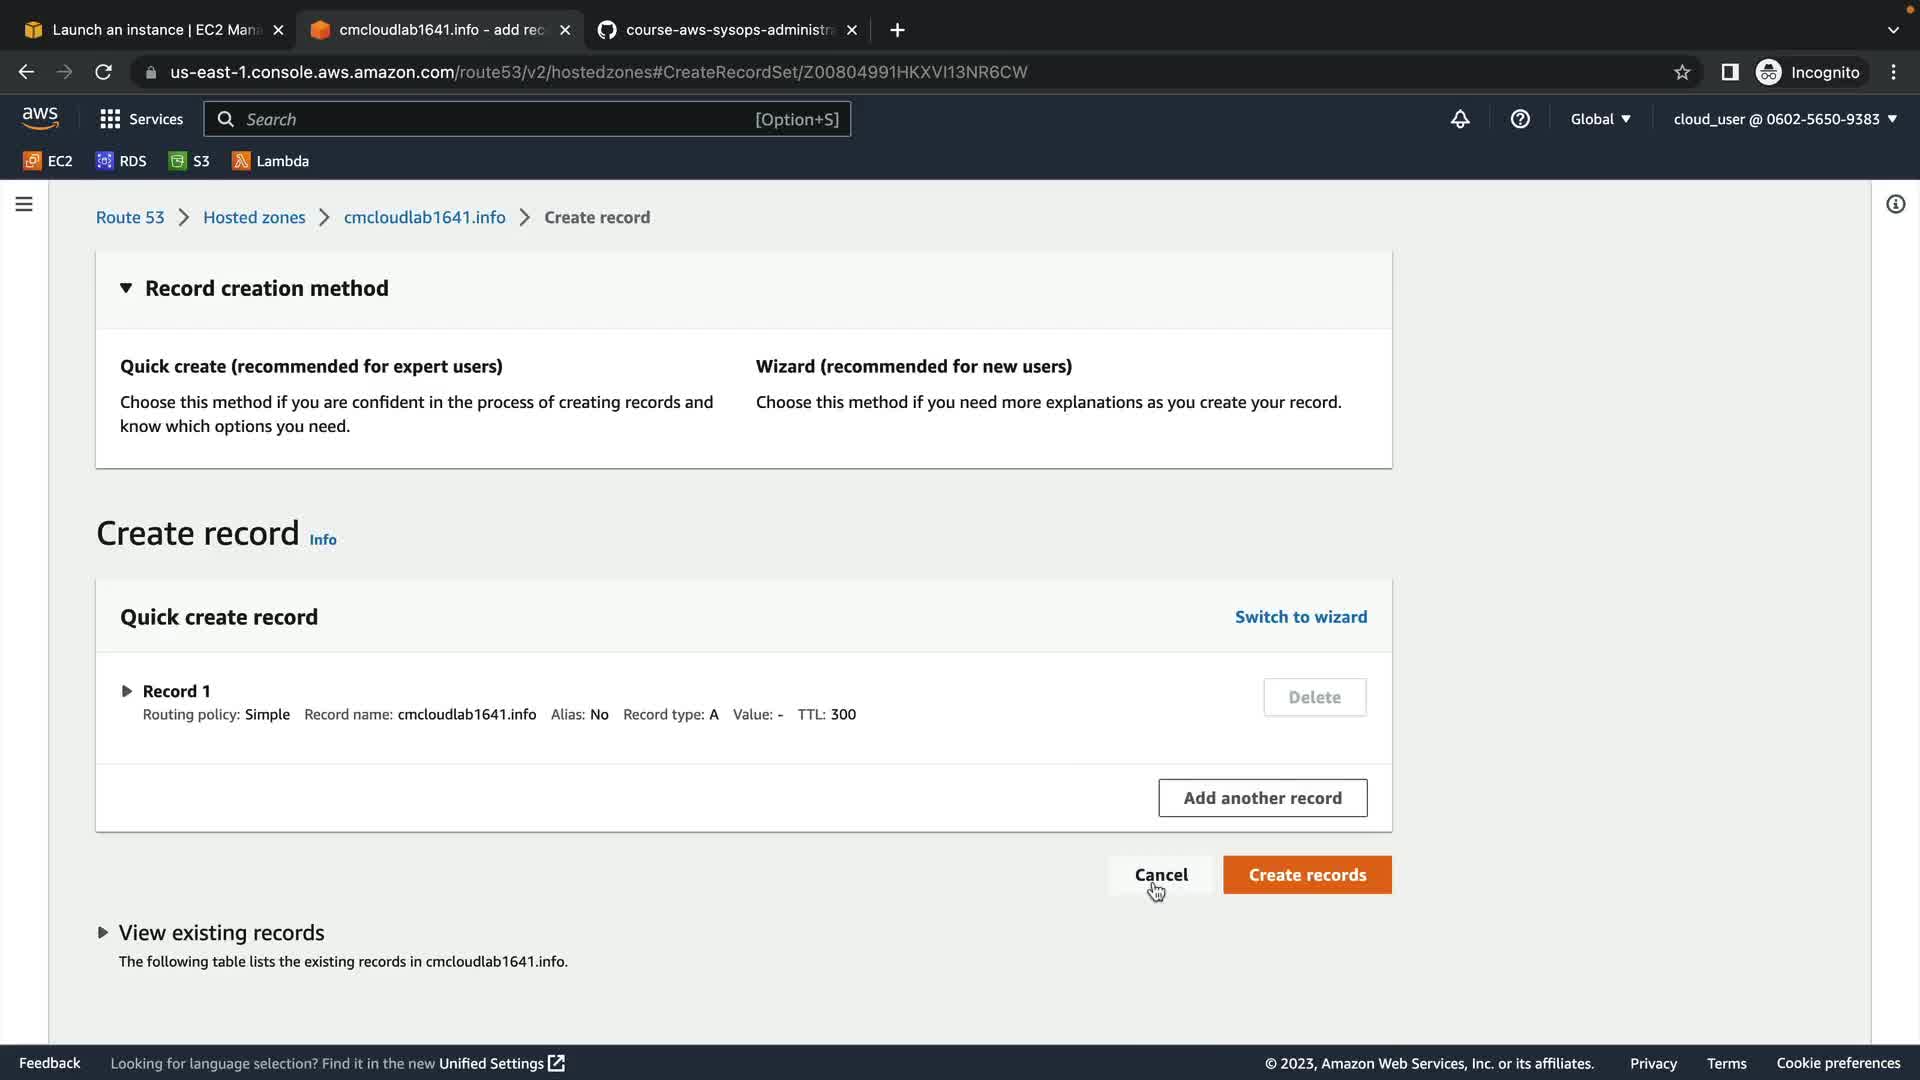 Launch an instance | EC2 Mana
cmcloudlab1641.info - add rec
course-aws-sysops-administra
us-east-1.console.aws.amazon.com/route53/v2/hostedzones#CreateRecordSet/Z00804991HKXVI13NR6CW
Incognito
aws
Services
Search
[Option+S]
Global
cloud_user @ 0602-5650-9383
EC2
RDS
S3
Lambda
Route 53
Hosted zones
cmcloudlab1641.info
Create record
Record creation method
Quick create (recommended for expert users)
Choose this method if you are confident in the process of creating records and
know which options you need.
Wizard (recommended for new users)
Choose this method if you need more explanations as you create your record.
Create record Info
Quick create record
Switch to wizard
Record 1
Routing policy: Simple Record name: cmcloudlab1641.info Alias: No Record type: A Value: - TTL: 300
Delete
Add another record
Cancel
Create records
View existing records
The following table lists the existing records in cmcloudlab1641.info.
Feedback
Looking for language selection? Find it in the new Unified Settings
© 2023, Amazon Web Services, Inc. or its affiliates.
Privacy
Terms
Cookie preferences